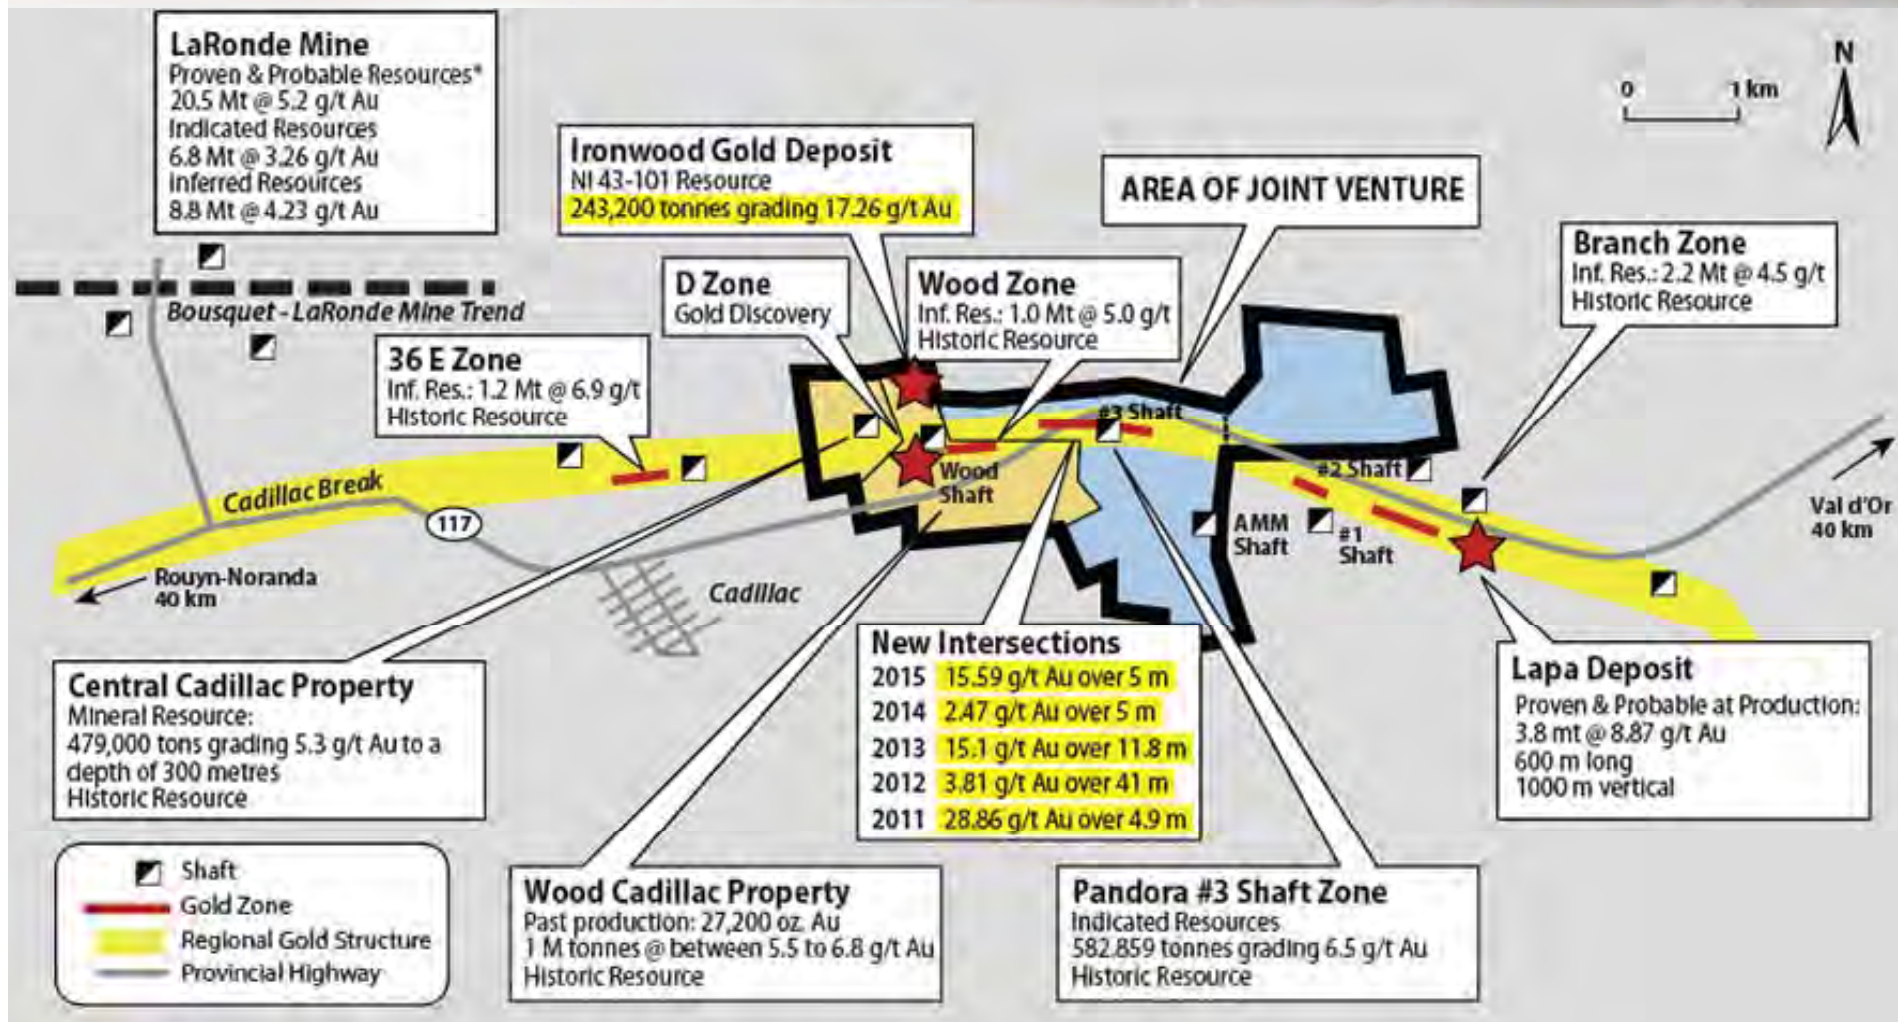 LaRonde Mine
Proven & Probable Resources*
20.5 Mt @ 5.2 g/t Au
Indicated Resources
6.8 Mt @ 3.26 g/t Au
Inferred Resources
8.8 Mt @ 4.23 g/t Au
N
0 1 km
Ironwood Gold Deposit
NI 43-101 Resource
243,200 tonnes grading 17.26 g/t Au
AREA OF JOINT VENTURE
Branch Zone
Inf. Res.: 2.2 Mt @ 4.5 g/t
Historic Resource
D Zone
Gold Discovery
Wood Zone
Inf. Res.: 1.0 Mt @ 5.0 g/t
Historic Resource
Bousquet - LaRonde Mine Trend
36 E Zone
Inf. Res.: 1.2 Mt @ 6.9 g/t
Historic Resource
#3 Shaft
Wood
Shaft
#2 Shaft
Cadillac Break
117
AMM
Shaft
#1
Shaft
Val d'Or
40 km
Rouyn-Noranda
40 km
Cadillac
New Intersections
2015 15.59 g/t Au over 5 m
2014 2.47 g/t Au over 5 m
2013 15.1 g/t Au over 11.8 m
2012 3.81 g/t Au over 41 m
2011 28.86 g/t Au over 4.9 m
Central Cadillac Property
Mineral Resource:
479,000 tons grading 5.3 g/t Au to a
depth of 300 metres
Historic Resource
Lapa Deposit
Proven & Probable at Production:
3.8 mt @ 8.87 g/t Au
600 m long
1000 m vertical
Shaft
Gold Zone
Regional Gold Structure
Provincial Highway
Wood Cadillac Property
Past production: 27,200 oz. Au
1 M tonnes @ between 5.5 to 6.8 g/t Au
Historic Resource
Pandora #3 Shaft Zone
Indicated Resources
582.859 tonnes grading 6.5 g/t Au
Historic Resource